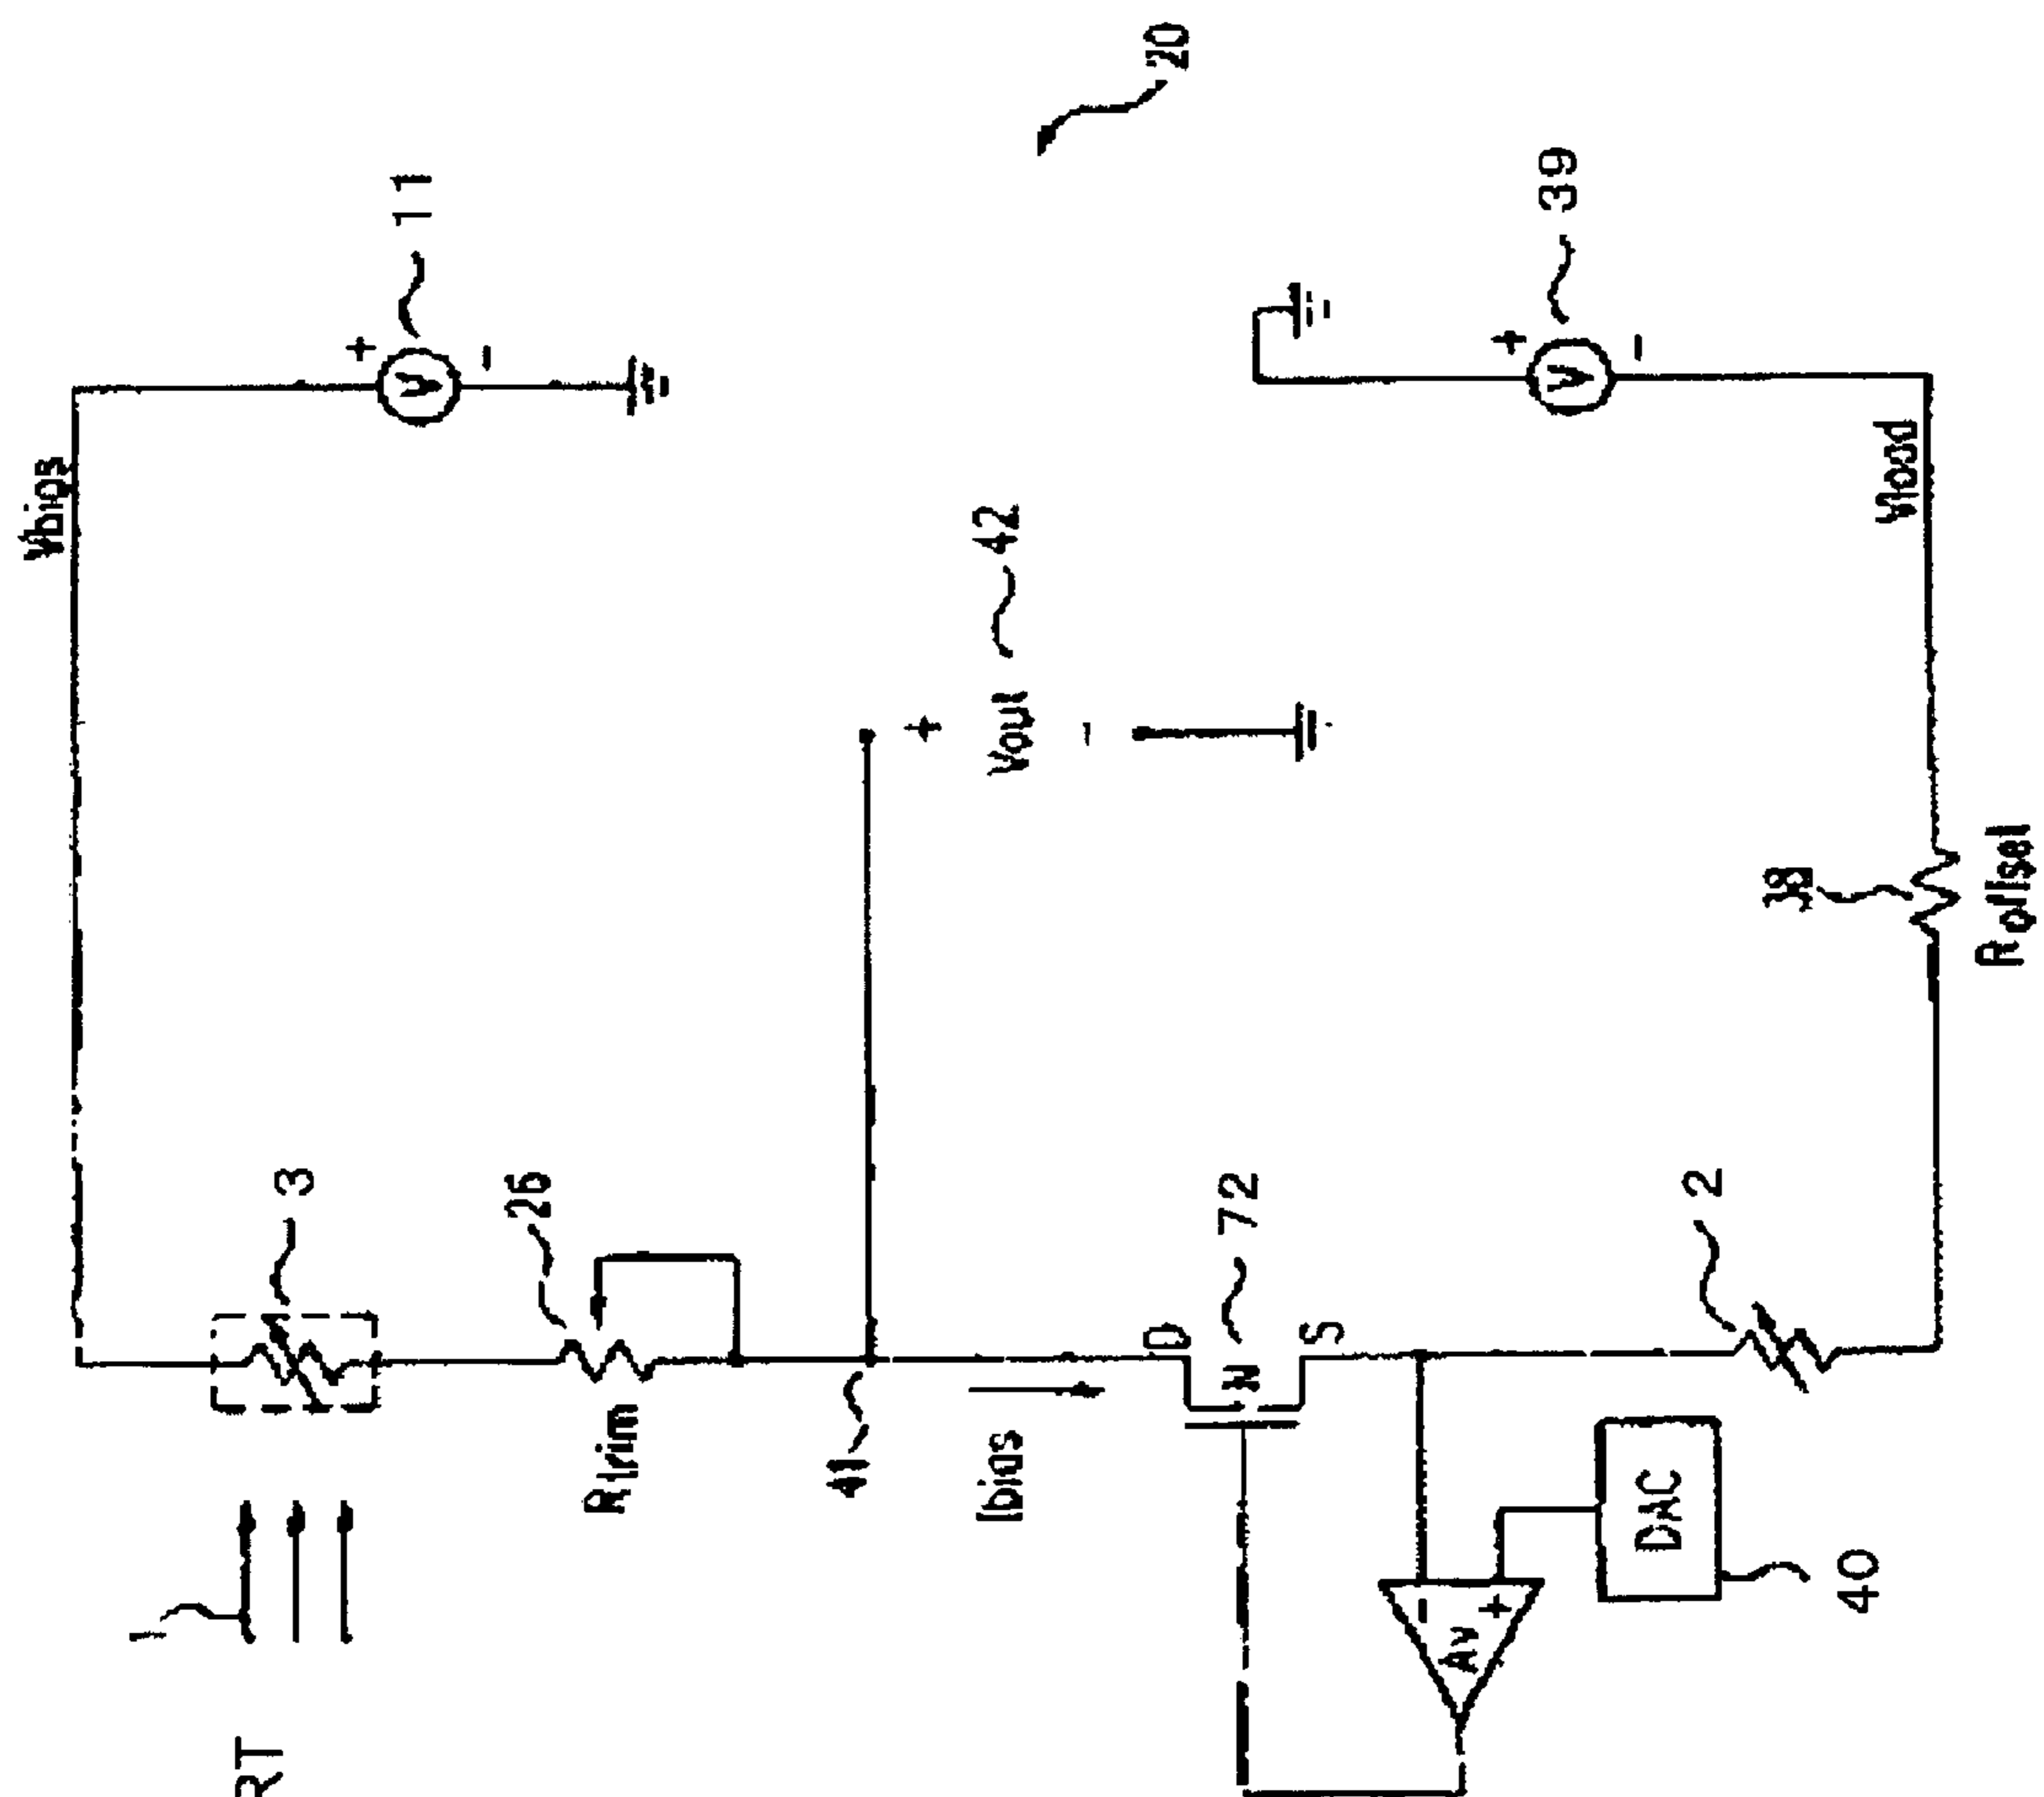 20
11
+
V
-
Vbias
39
+
V
-
Vload
42
+
Vout
-
38
Roffset
3
26
Rtrim
41
Ibias
72
D
N
S
2
1
DAC
40
-
+
Av
RT